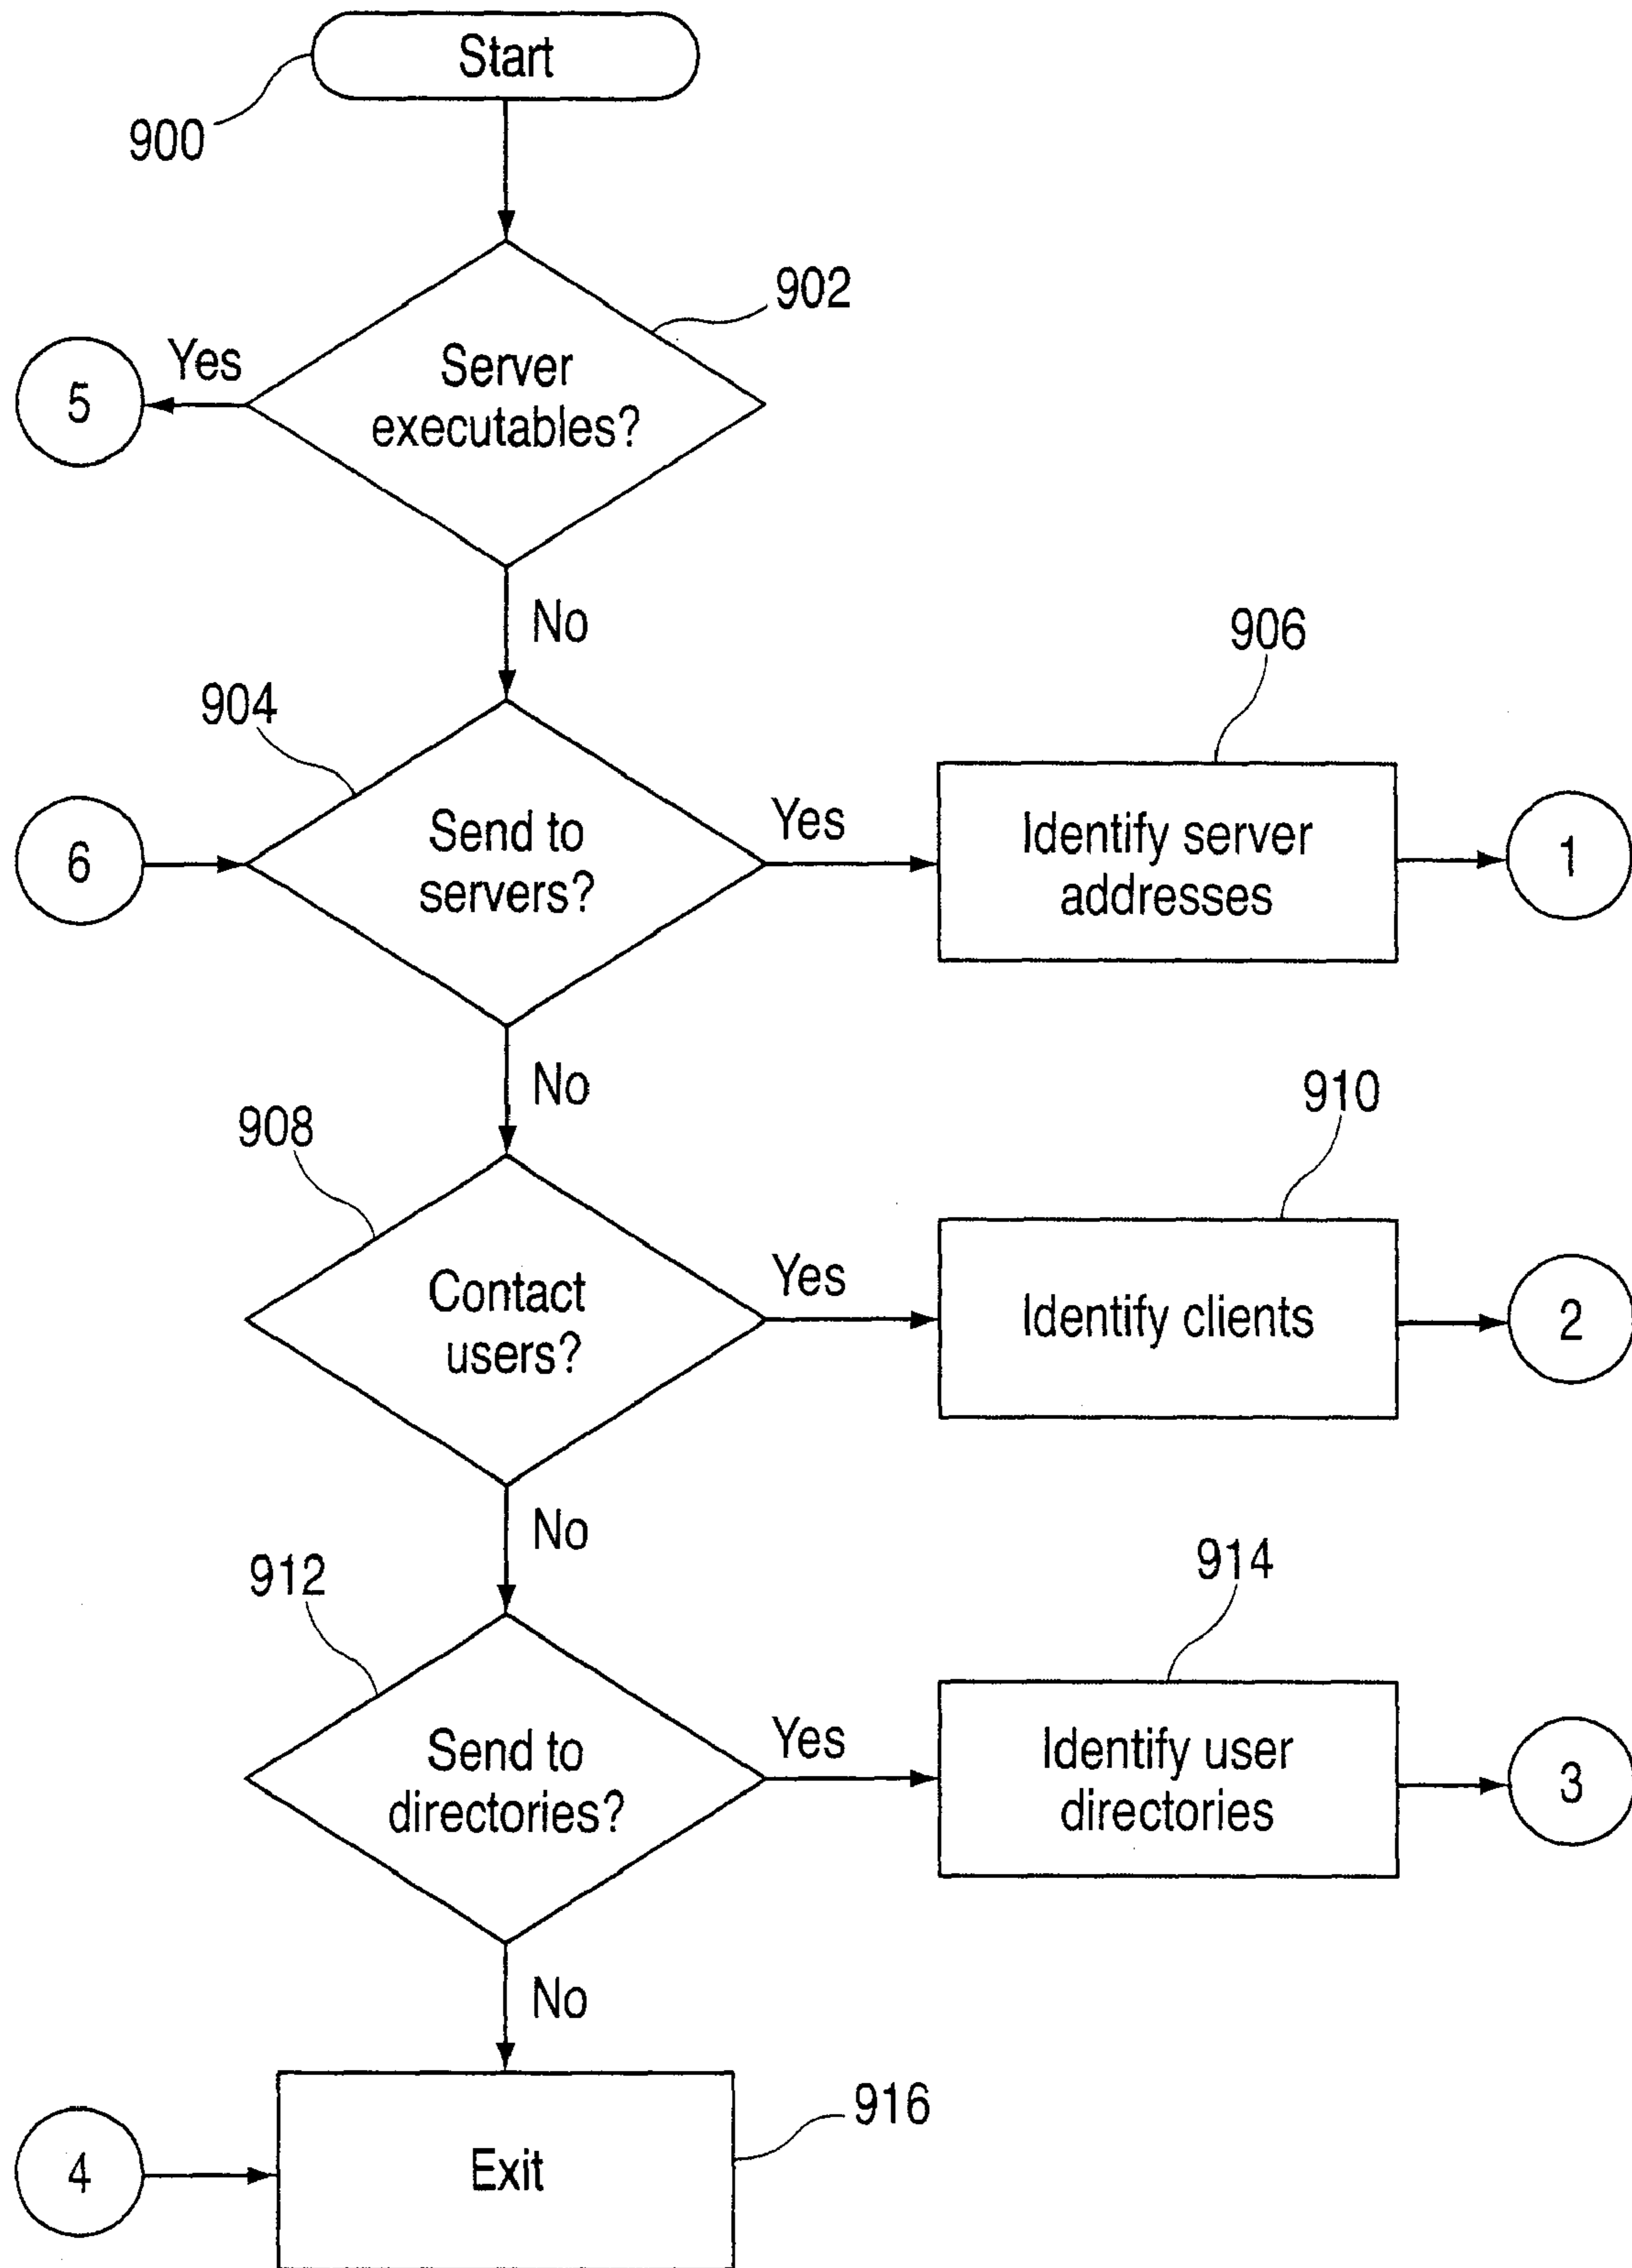 Start
900
902
Yes
5
Server
executables?
No
906
904
6
Send to
servers?
Yes
Identify server
addresses
1
No
910
908
Contact
users?
Yes
Identify clients
2
No
914
912
Send to
directories?
Yes
Identify user
directories
3
No
916
4
Exit